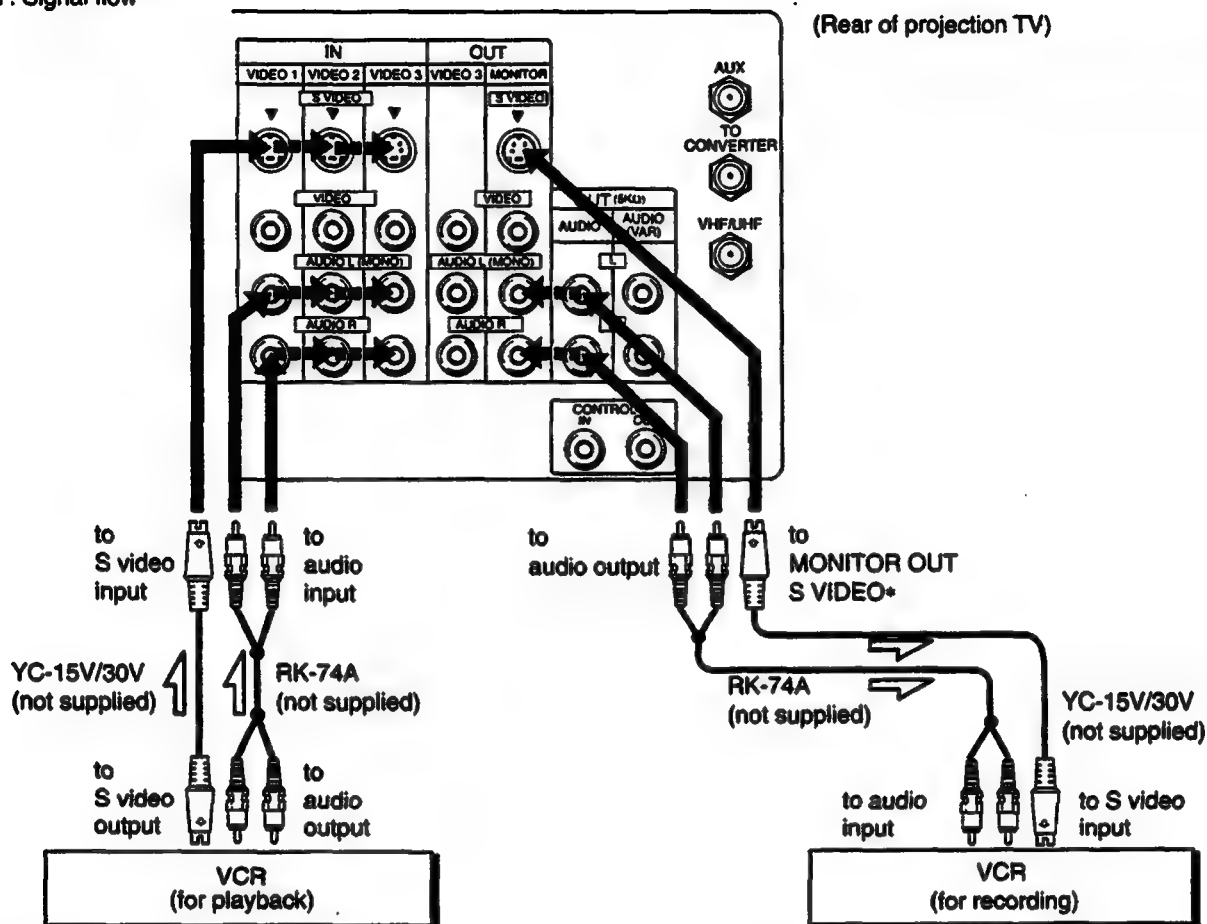 : Signal flow
(Rear of projection TV)
IN
OUT
VIDEO 1
VIDEO 2
VIDEO 3
VIDEO 3
MONITOR
S VIDEO
S VIDEO
AUX
TO
CONVERTER
VHF/UHF
VIDEO
VIDEO
(5KΩ)
AUDIO
AUDIO
(VAR)
AUDIO L (MONO)
AUDIO L (MONO)
L
AUDIO R
AUDIO R
IN
to
S video
input
to
audio
input
to
audio output
to
MONITOR OUT
S VIDEO*
YC-15V/30V
(not supplied)
RK-74A
(not supplied)
RK-74A
(not supplied)
YC-15V/30V
(not supplied)
to
S video
output
to
audio
output
to audio
input
to S video
input
VCR
(for playback)
VCR
(for recording)